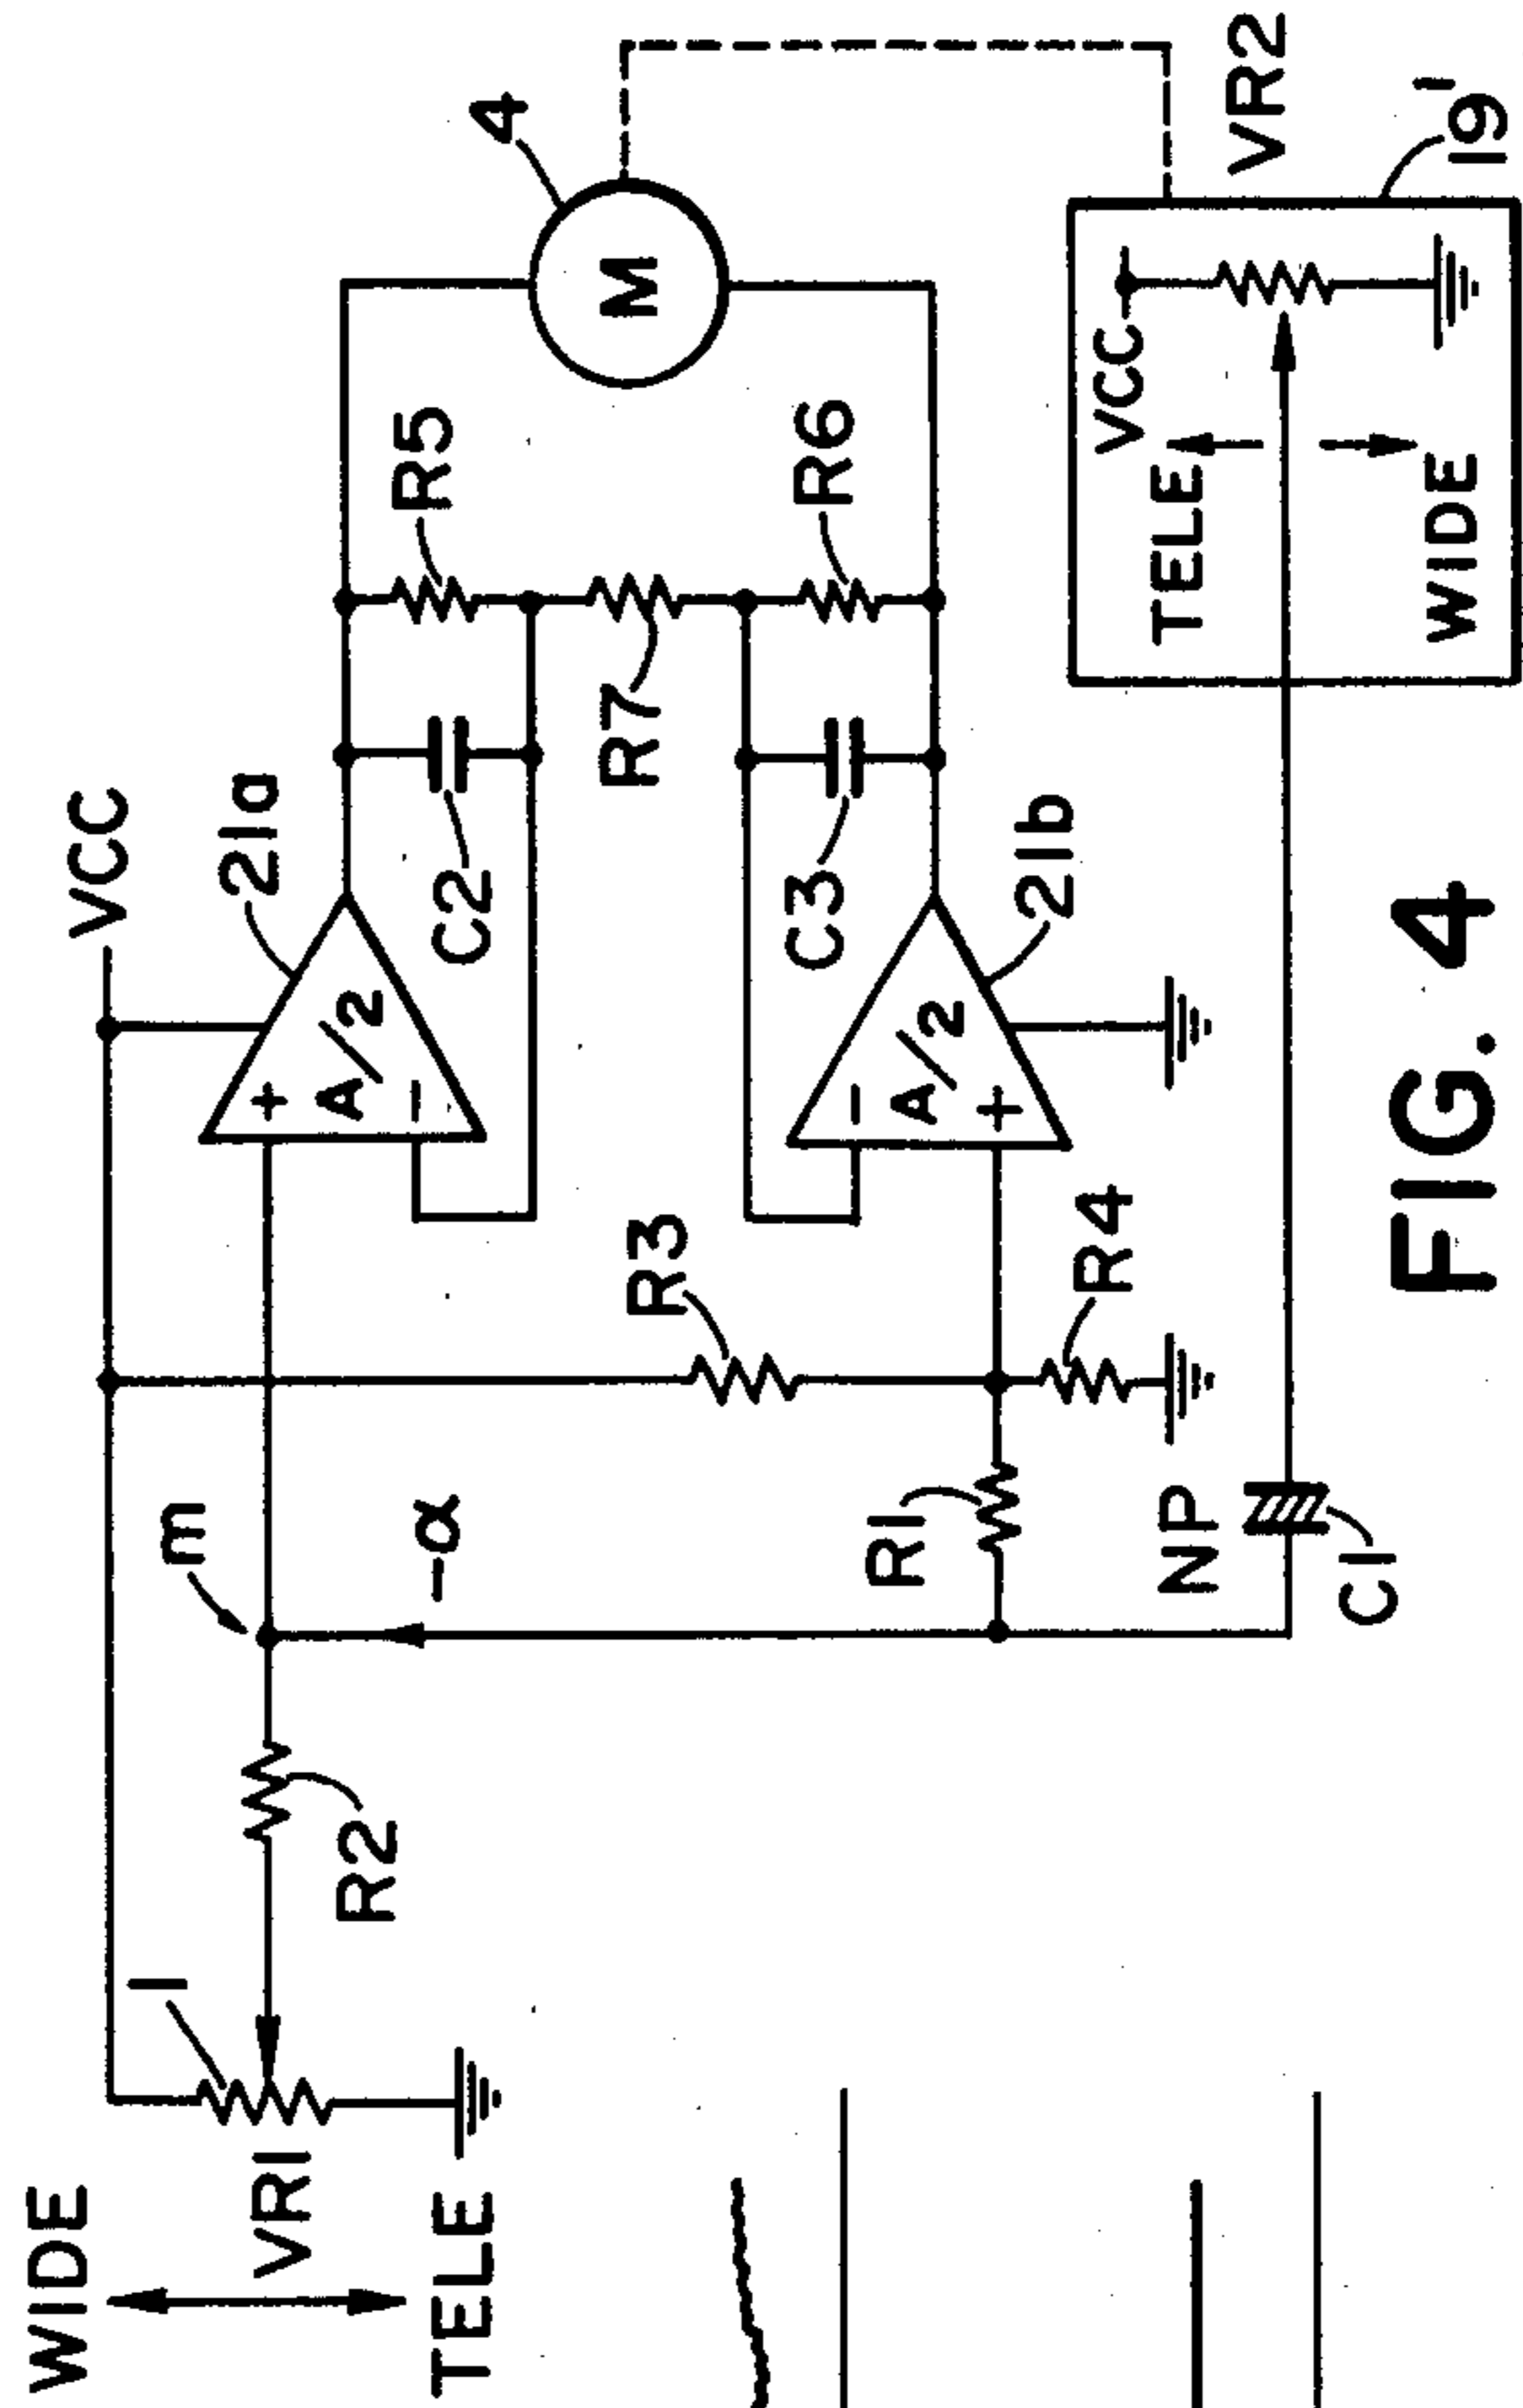 WIDE
VR1
TELE
1
R2
m
-α
R1
NP
C1
VCC
R3
R4
+
A/2
-
21a
-
A/2
+
21b
C2
C3
R5
R7
R6
4
M
VCC
TELE
WIDE
VR2
19'
FIG. 4